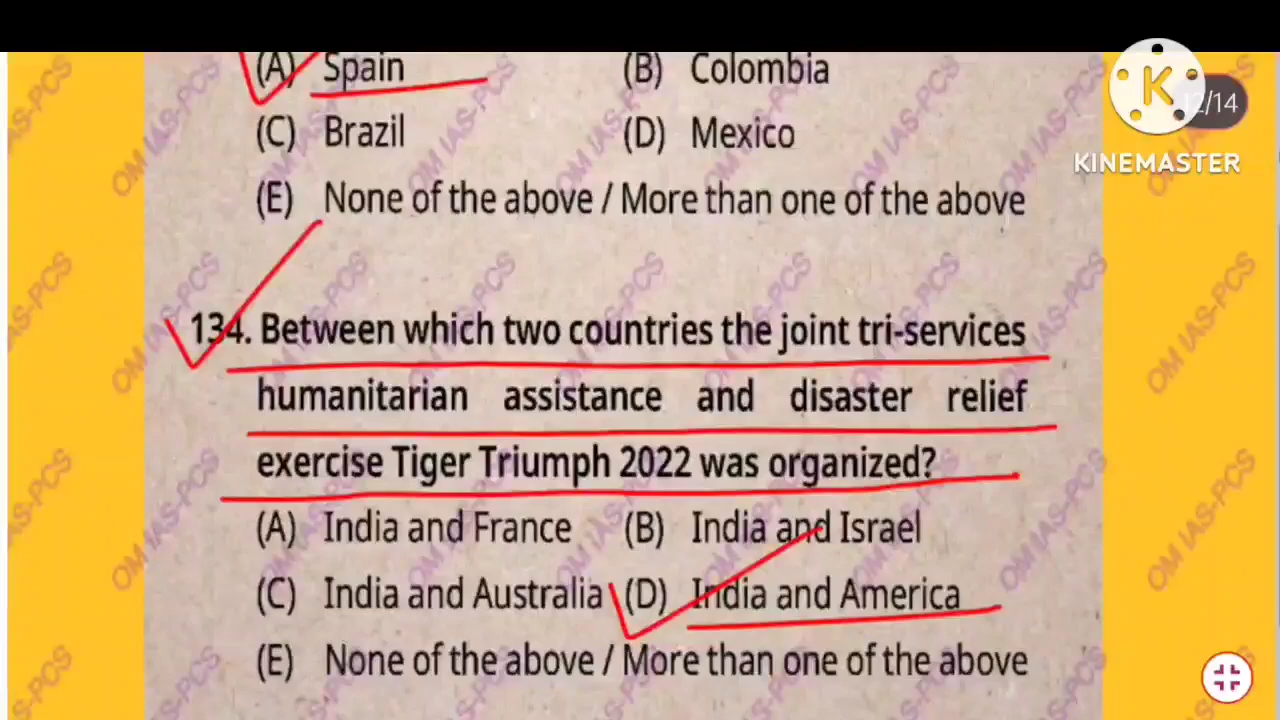 (A) Spain (B) Colombia
12/14
(C) Brazil (D) Mexico
KINEMASTER
(E) None of the above / More than one of the above
134. Between which two countries the joint tri-services
humanitarian assistance and disaster relief
exercise Tiger Triumph 2022 was organized?
(A) India and France (B) India and Israel
(C) India and Australia (D) India and America
(E) None of the above / More than one of the above
OM IAS-PCS